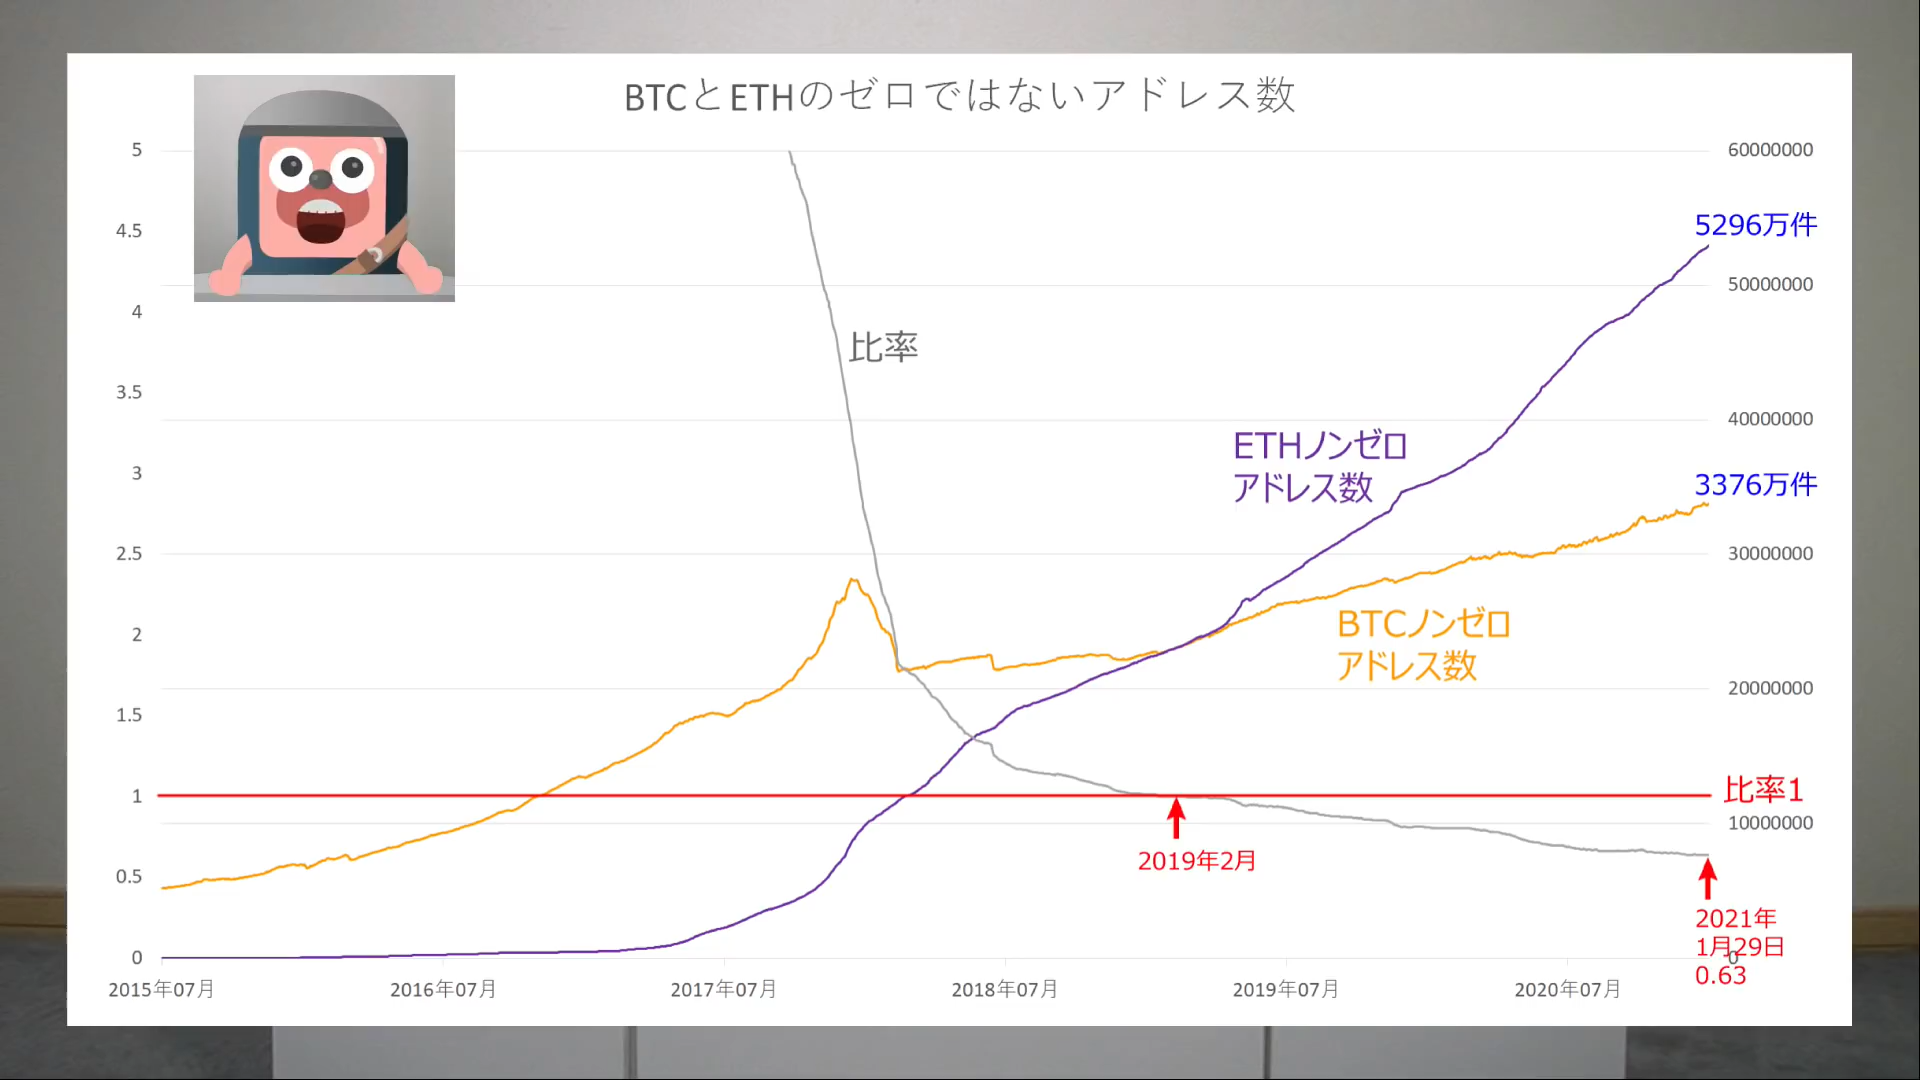 BTCとETHのゼロではないアドレス数
5
4.5
4
3.5
3
2.5
2
1.5
1
0.5
0
60000000
50000000
40000000
30000000
20000000
10000000
0
5296万件
比率
ETHノンゼロ
アドレス数
3376万件
BTCノンゼロ
アドレス数
比率1
2019年2月
2021年
1月29日
0.63
2015年07月
2016年07月
2017年07月
2018年07月
2019年07月
2020年07月